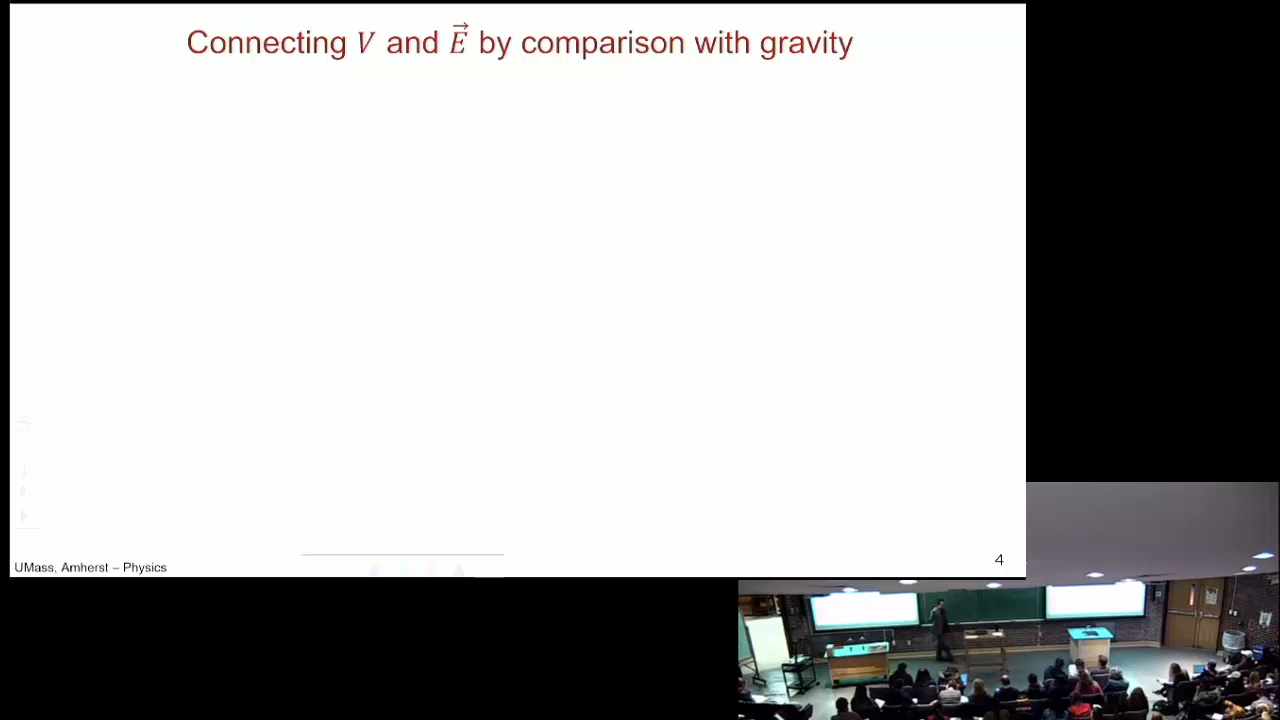 Connecting V and E⃗ by comparison with gravity
UMass, Amherst – Physics
4